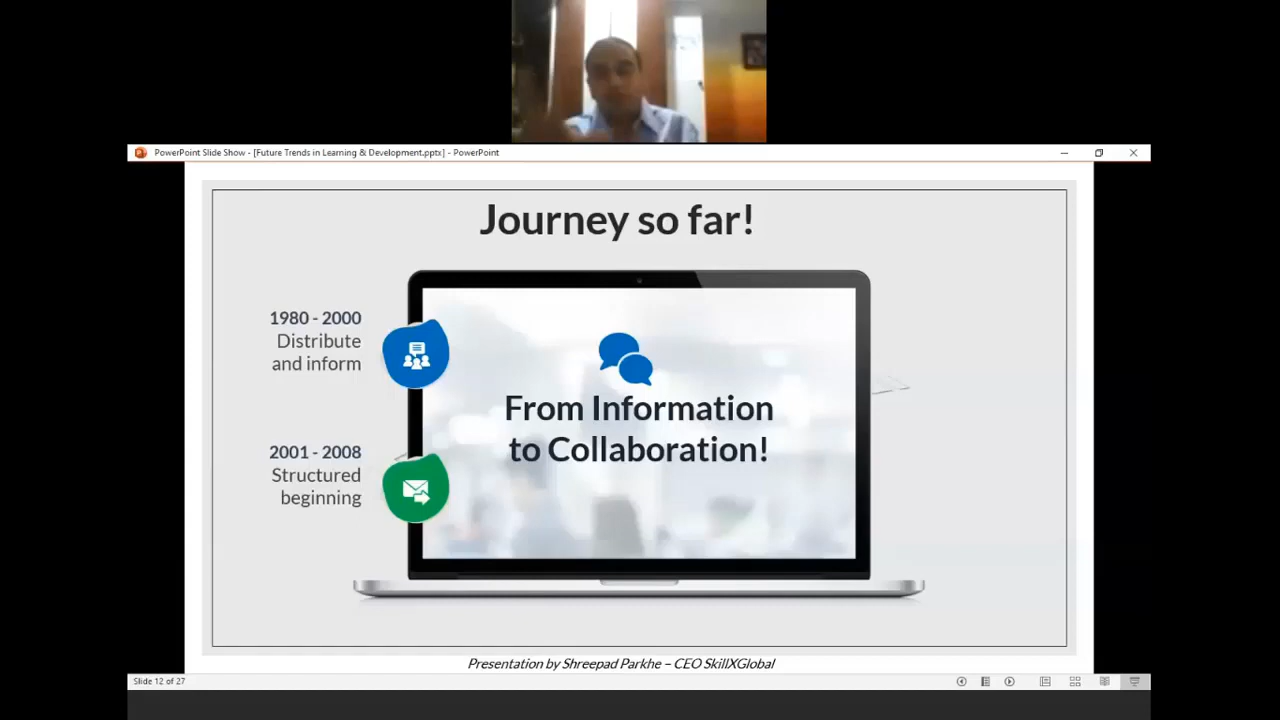 PowerPoint Slide Show - [Future Trends in Learning & Development.pptx] - PowerPoint
Journey so far!
1980 - 2000
Distribute
and inform
2001 - 2008
Structured
beginning
From Information
to Collaboration!
Presentation by Shreepad Parkhe – CEO SkillXGlobal
Slide 12 of 27